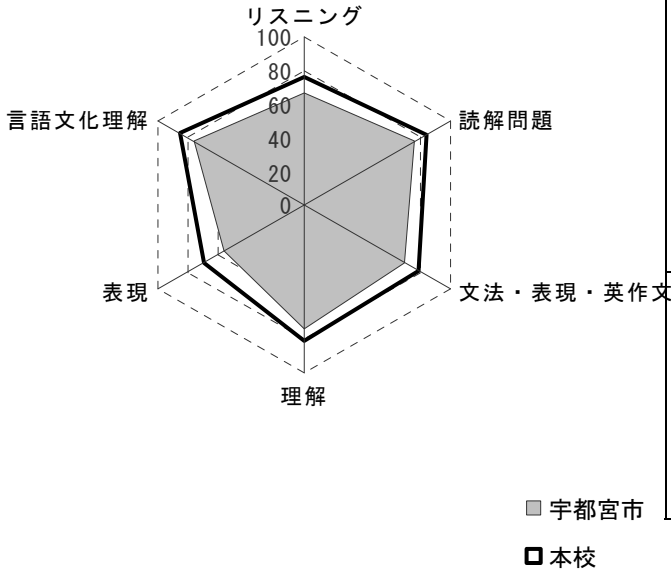 リスニング
100
80
60
40
20
0
読解問題
文法・表現・英作文
理解
表現
言語文化理解
宇都宮市
本校